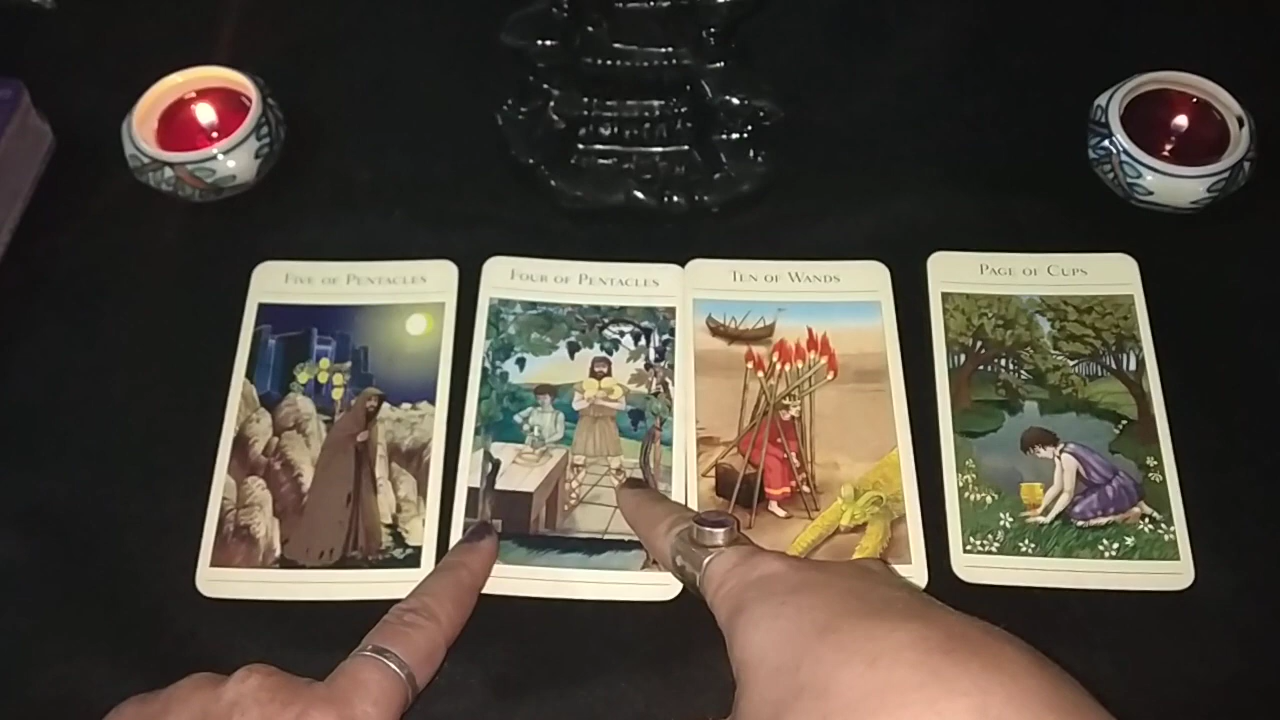 FIVE OF PENTACLES
FOUR OF PENTACLES
TEN OF WANDS
PAGE OF CUPS